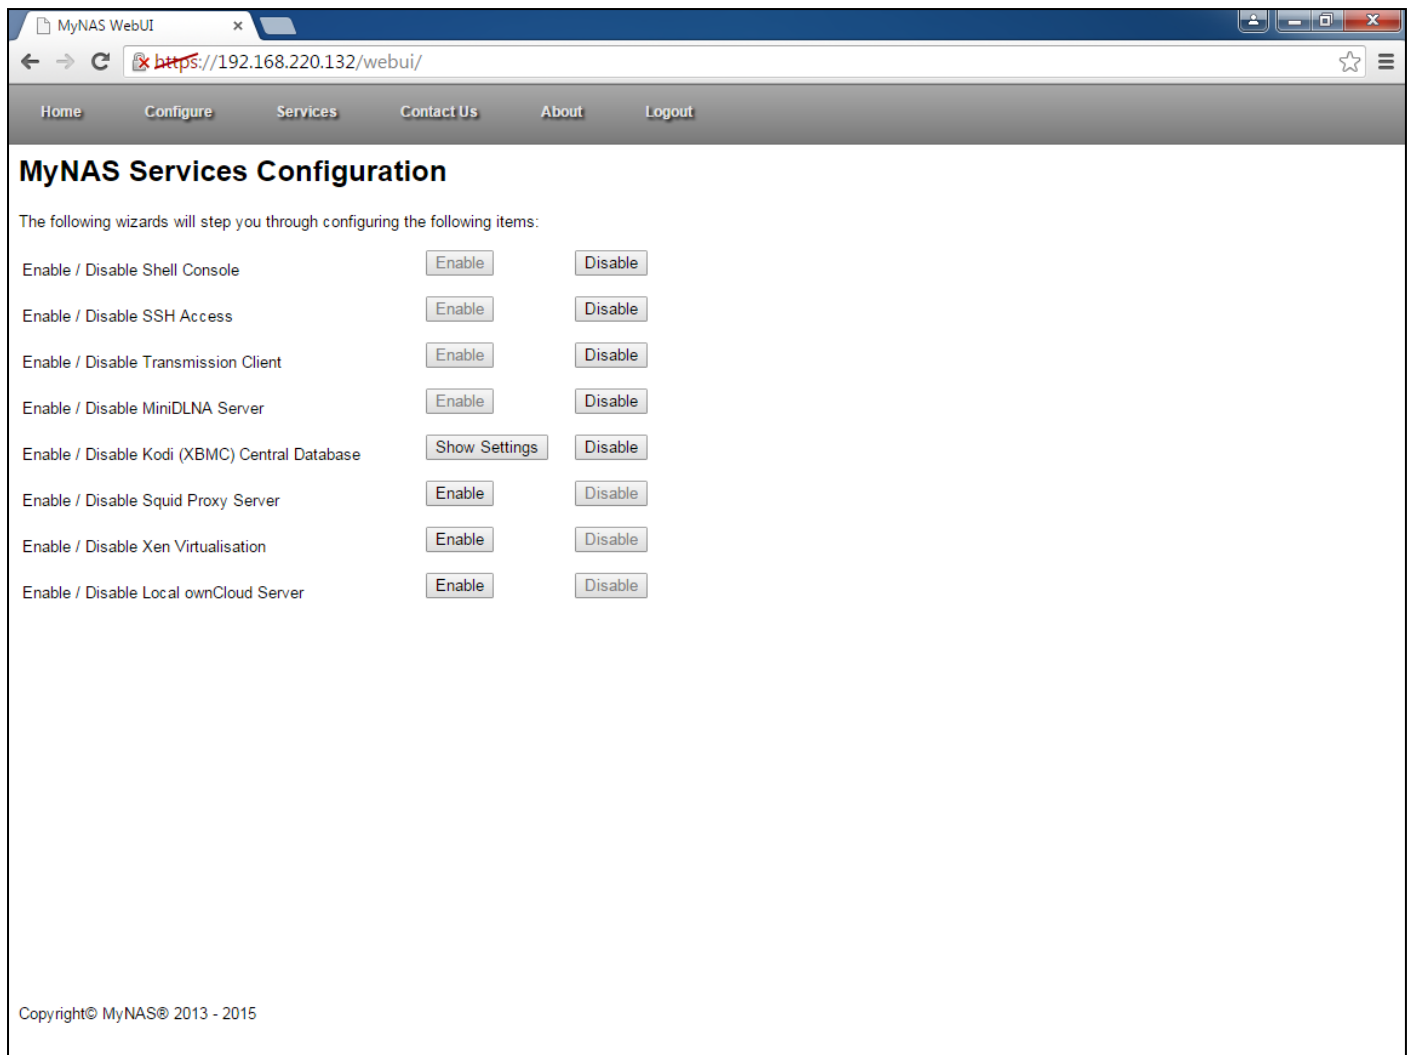 MyNAS WebUI
https://192.168.220.132/webui/
Home Configure Services Contact Us About Logout
MyNAS Services Configuration
The following wizards will step you through configuring the following items:
Enable / Disable Shell Console Enable Disable
Enable / Disable SSH Access Enable Disable
Enable / Disable Transmission Client Enable Disable
Enable / Disable MiniDLNA Server Enable Disable
Enable / Disable Kodi (XBMC) Central Database Show Settings Disable
Enable / Disable Squid Proxy Server Enable Disable
Enable / Disable Xen Virtualisation Enable Disable
Enable / Disable Local ownCloud Server Enable Disable
Copyright© MyNAS® 2013 - 2015